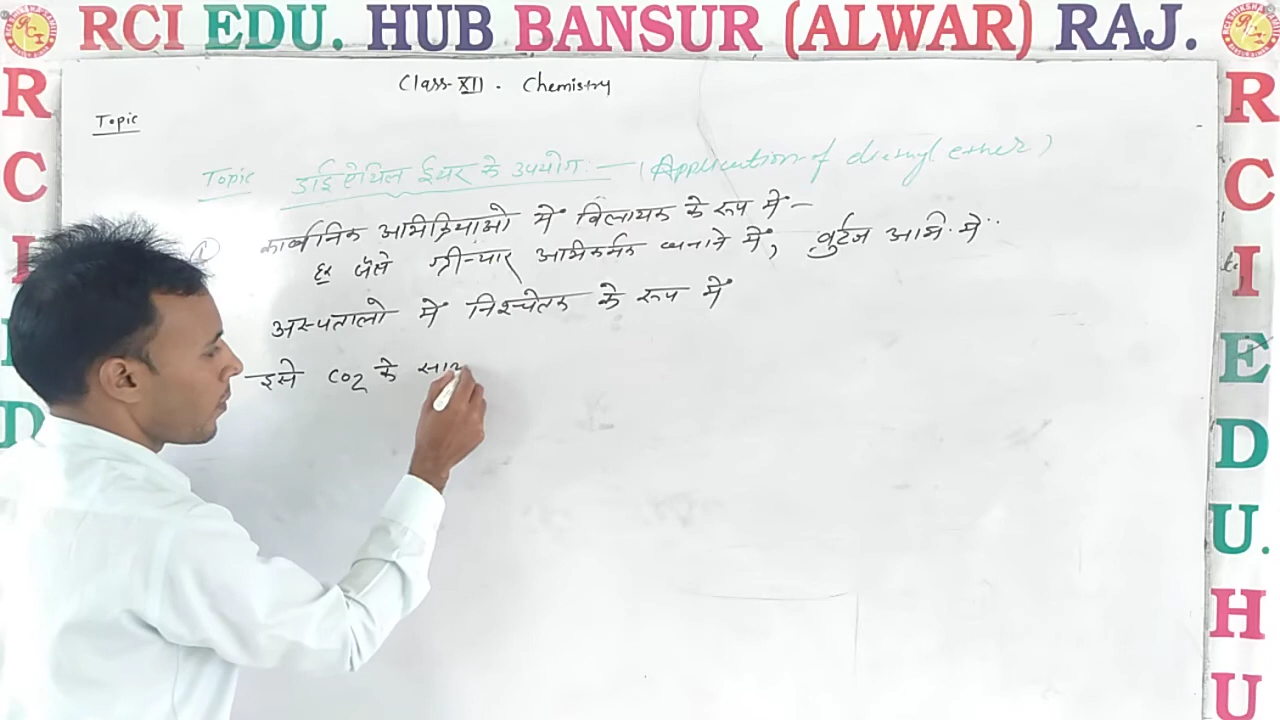 RCI EDU. HUB BANSUR (ALWAR) RAJ.
Class-XII. Chemistry
Topic
Topic डाई ऐथिल ईथर के उपयोग:— (Application of diethyl ether)
कार्बनिक अभिक्रियाओ में विलायक के रूप में–
जैसे ग्रीन्यार अभिकर्मक बनाने में, वुर्टज अभि. में..
अस्पतालो में निश्चेतक के रूप में
इसे CO2 के साथ
R
C
I
E
D
R
C
I
E
D
U.
H
U